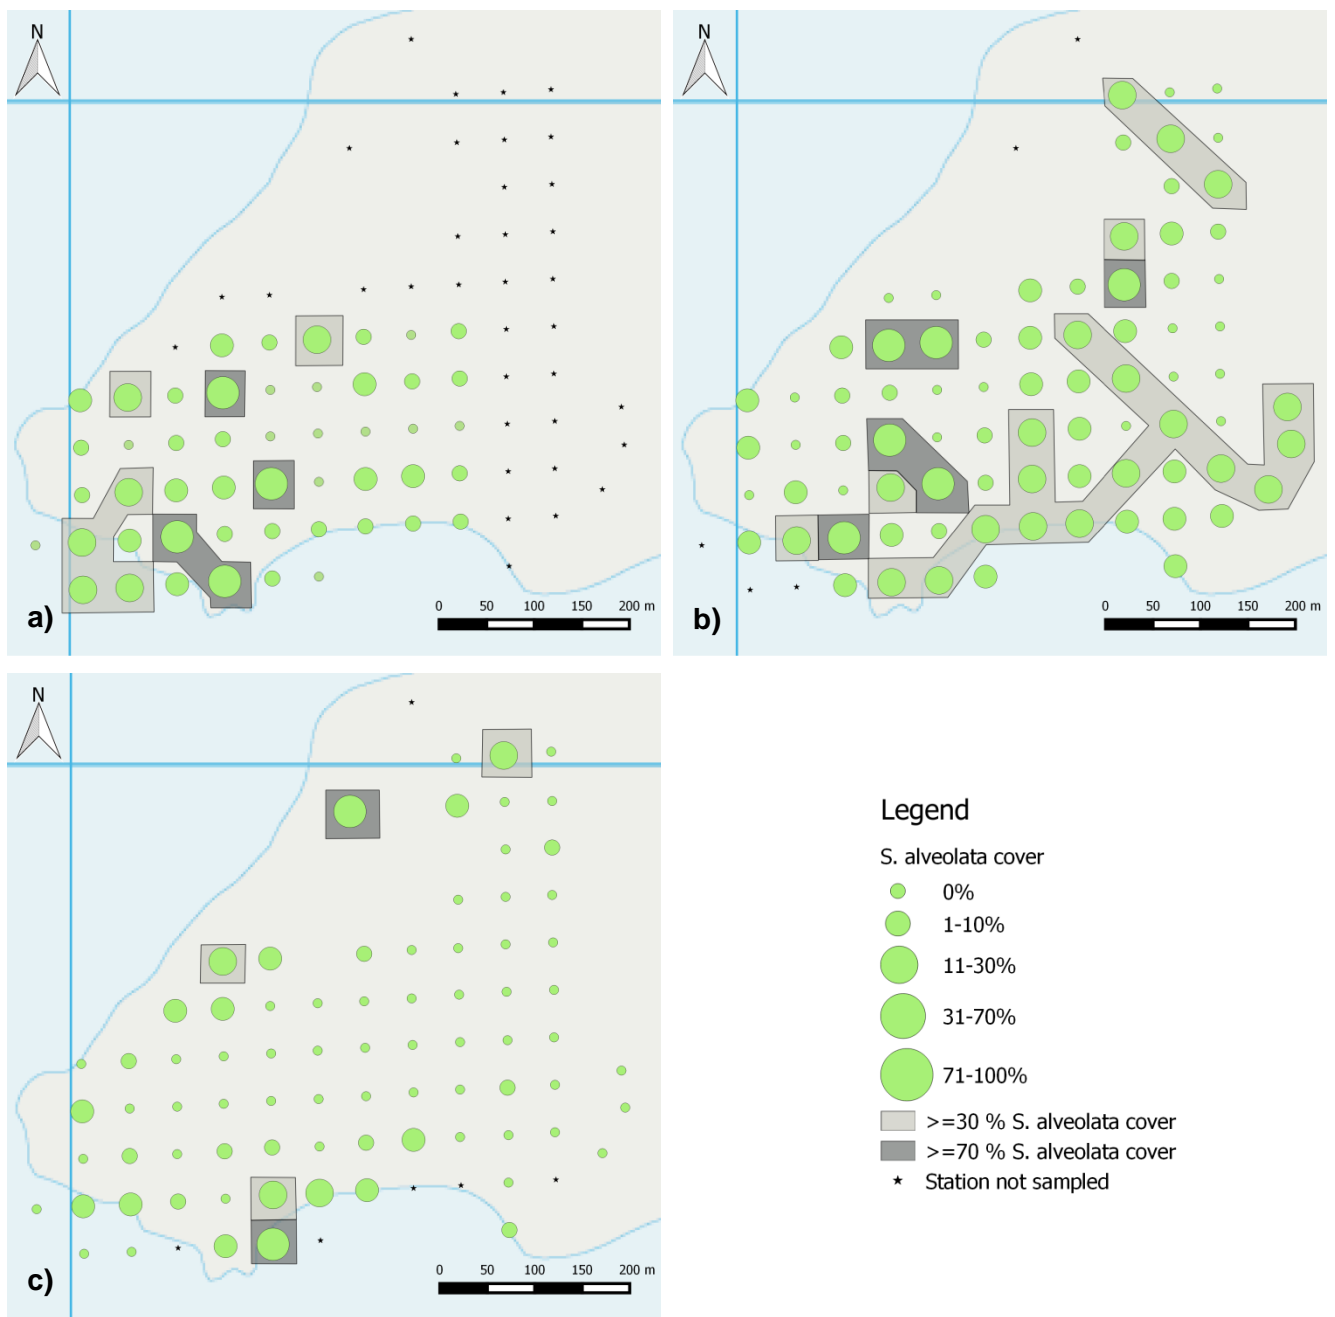 N
0 50 100 150 200 m
a)
N
0 50 100 150 200 m
b)
N
0 50 100 150 200 m
c)
Legend
S. alveolata cover
0%
1-10%
11-30%
31-70%
71-100%
>=30 % S. alveolata cover
>=70 % S. alveolata cover
Station not sampled